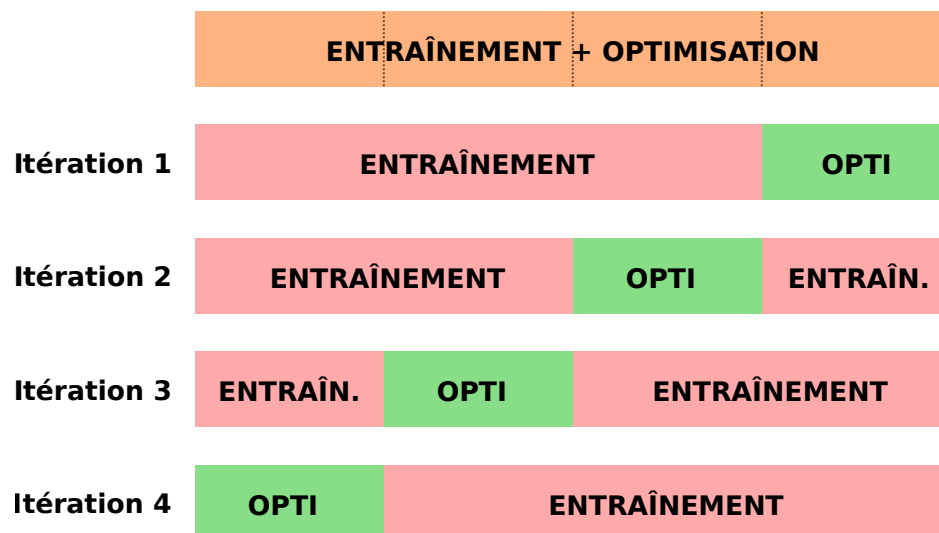 ENTRAÎNEMENT + OPTIMISATION
Itération 1 ENTRAÎNEMENT OPTI
Itération 2 ENTRAÎNEMENT OPTI ENTRAÎN.
Itération 3 ENTRAÎN. OPTI ENTRAÎNEMENT
Itération 4 OPTI ENTRAÎNEMENT